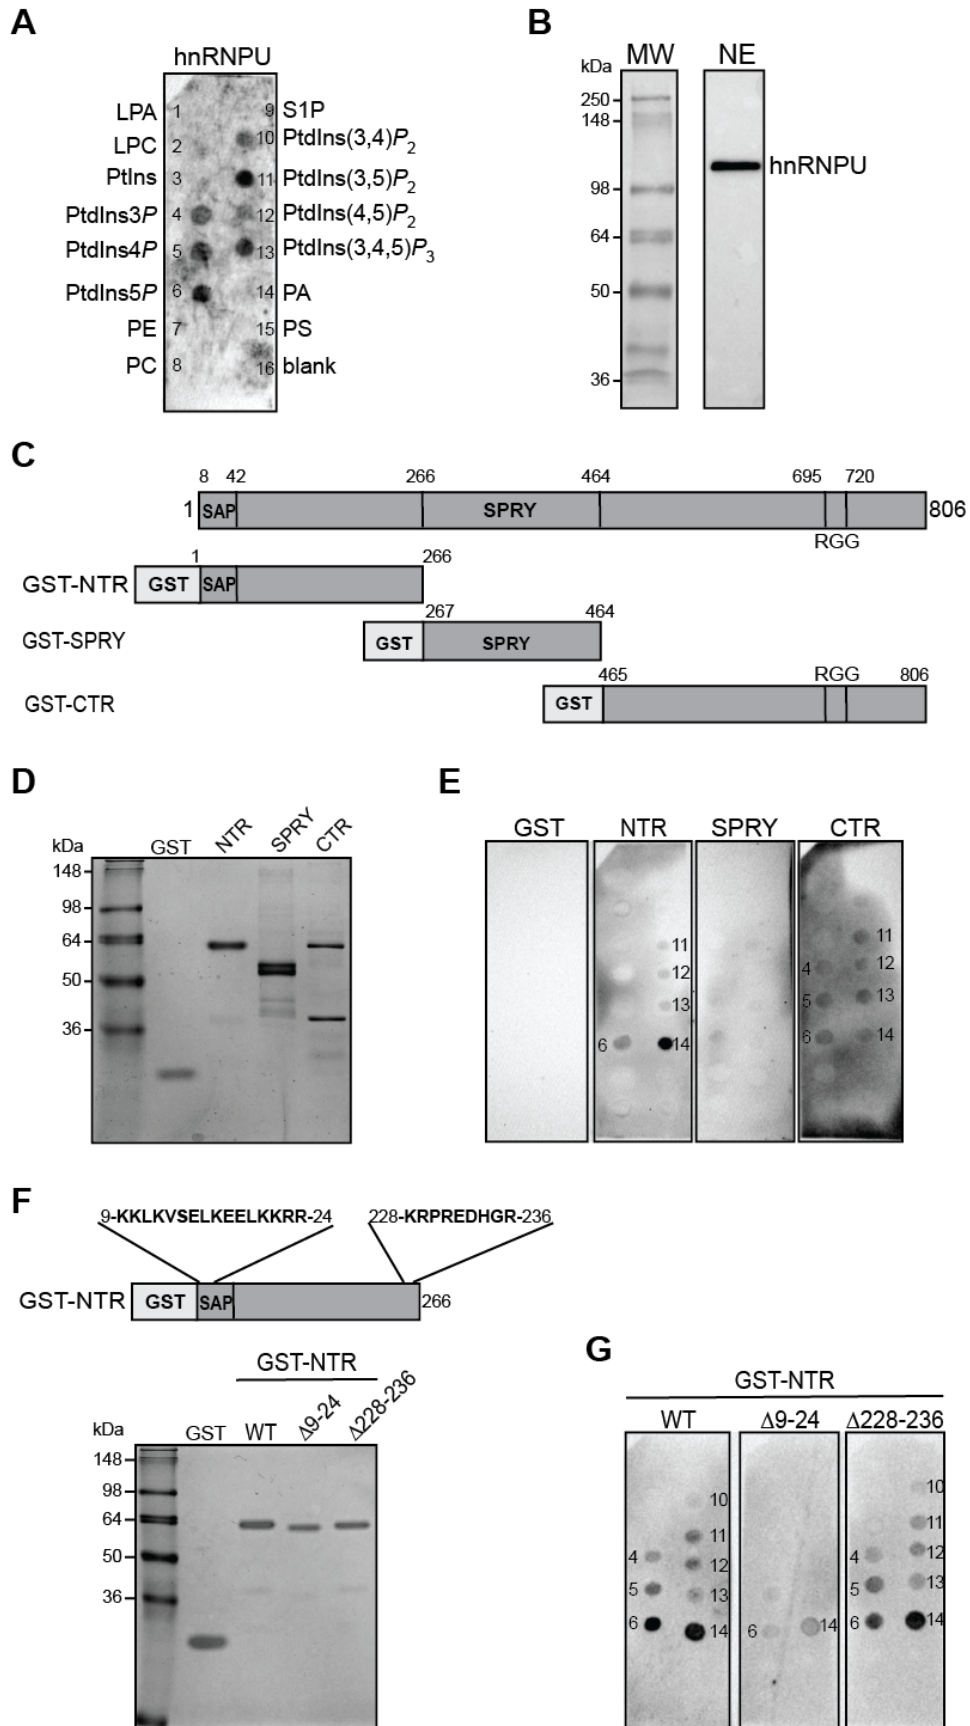 A
hnRNPU
LPA 1 9 S1P
LPC 2 10 PtdIns(3,4)P2
PtIns 3 11 PtdIns(3,5)P2
PtdIns3P 4 12 PtdIns(4,5)P2
PtdIns4P 5 13 PtdIns(3,4,5)P3
PtdIns5P 6 14 PA
PE 7 15 PS
PC 8 16 blank
B
kDa MW NE
250
148
hnRNPU
98
64
50
36
C
8 42 266 464 695 720
1 SAP SPRY 806
RGG
1 266
GST-NTR GST SAP
267 464
GST-SPRY GST SPRY
465 RGG 806
GST-CTR GST
D
kDa GST NTR SPRY CTR
148
98
64
50
36
E
GST NTR SPRY CTR
11 11
12 4 12
13 5 13
6 14 6 14
F
9-KKLKVSELKEELKKRR-24 228-KRPREDHGR-236
GST-NTR GST SAP 266
GST-NTR
kDa GST WT Δ9-24 Δ228-236
148
98
64
50
36
G
GST-NTR
WT Δ9-24 Δ228-236
10 10
11 11
4 12 4 12
5 13 5 13
6 14 6 14 6 14